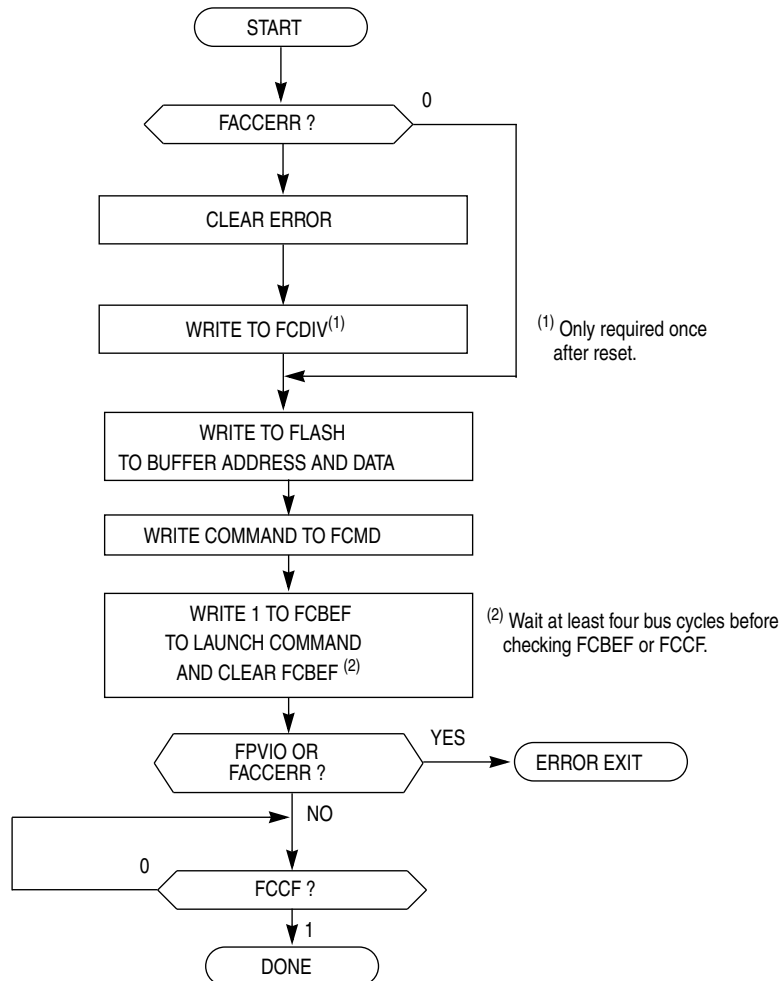 START
0
FACCERR ?
CLEAR ERROR
WRITE TO FCDIV(1)
(1) Only required once
after reset.
WRITE TO FLASH
TO BUFFER ADDRESS AND DATA
WRITE COMMAND TO FCMD
WRITE 1 TO FCBEF
TO LAUNCH COMMAND
AND CLEAR FCBEF (2)
(2) Wait at least four bus cycles before
checking FCBEF or FCCF.
FPVIO OR
FACCERR ?
YES
ERROR EXIT
NO
0
FCCF ?
1
DONE